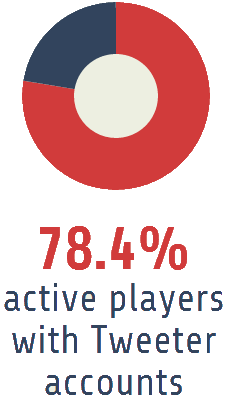 78.4%
active players
with Tweeter
accounts